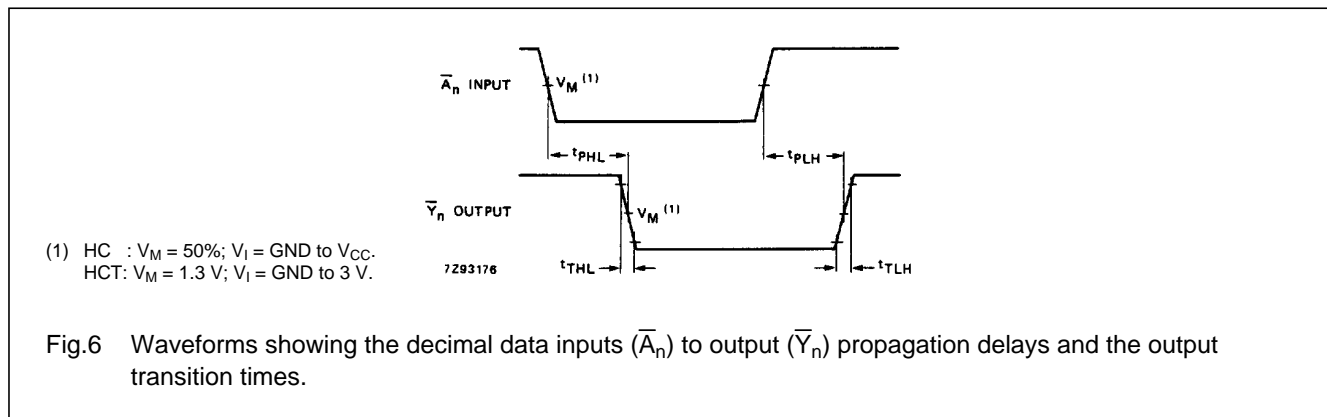 A̅n INPUT
VM (1)
tPHL
tPLH
Y̅n OUTPUT
VM (1)
(1) HC : VM = 50%; VI = GND to VCC.
HCT: VM = 1.3 V; VI = GND to 3 V.
7Z93176
tTHL
tTLH
Fig.6 Waveforms showing the decimal data inputs (A̅n) to output (Y̅n) propagation delays and the output
transition times.